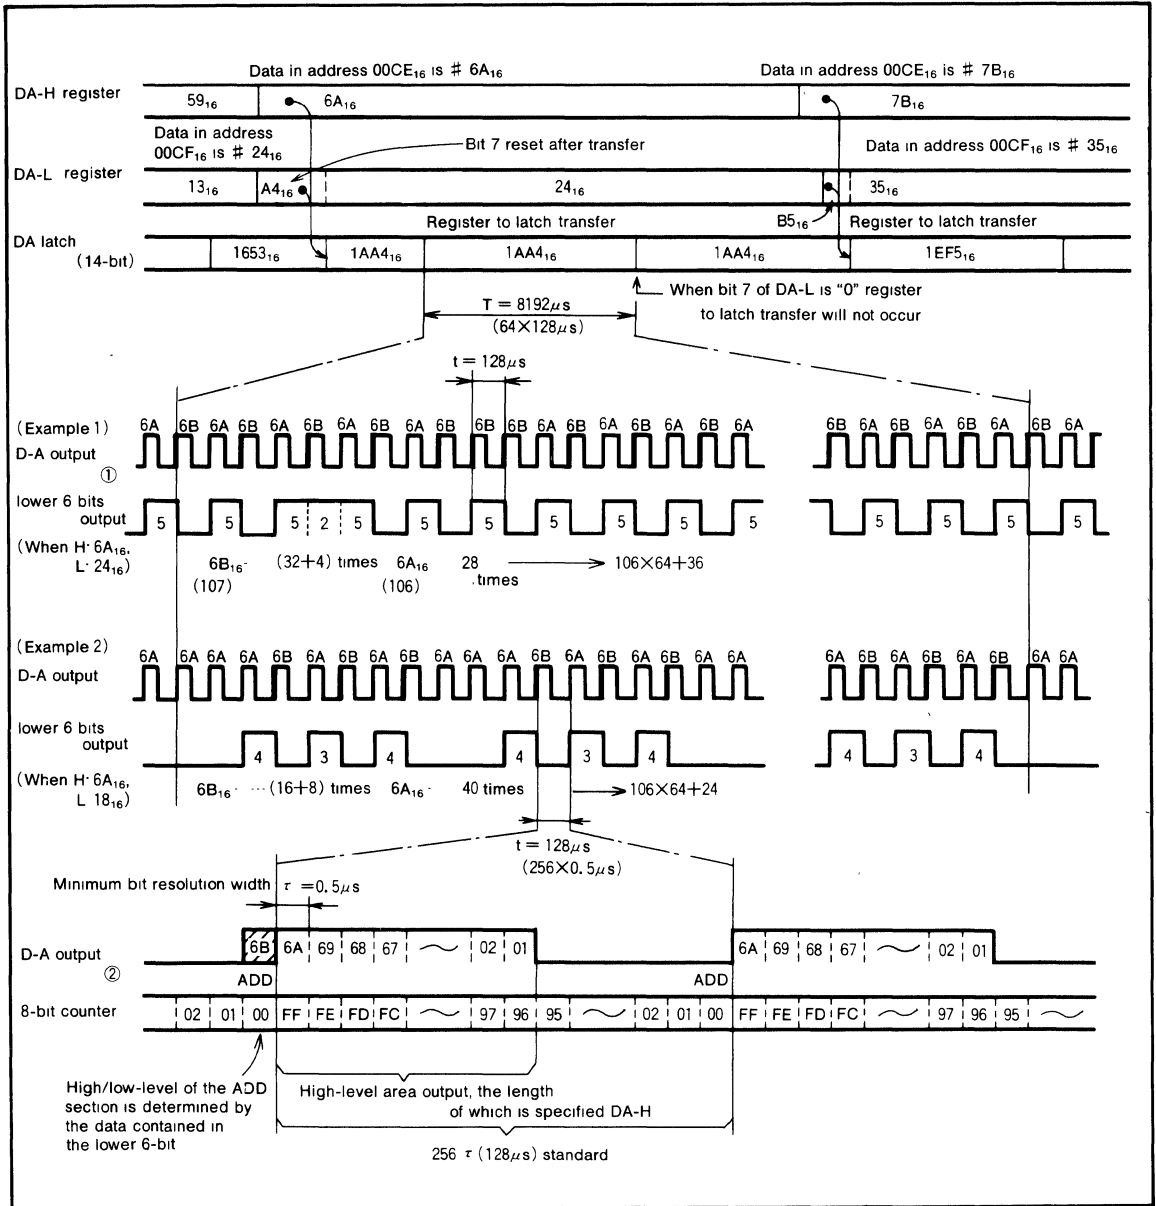 Data in address 00CE₁₆ is # 6A₁₆ Data in address 00CE₁₆ is # 7B₁₆
DA-H register 59₁₆ 6A₁₆ 7B₁₆
Data in address
00CF₁₆ is # 24₁₆ Bit 7 reset after transfer Data in address 00CF₁₆ is # 35₁₆
DA-L register 13₁₆ A4₁₆ 24₁₆ 35₁₆
Register to latch transfer B5₁₆ Register to latch transfer
DA latch
(14-bit) 1653₁₆ 1AA4₁₆ 1AA4₁₆ 1AA4₁₆ 1EF5₁₆
When bit 7 of DA-L is "0" register
to latch transfer will not occur
T = 8192μs
(64×128μs)
t = 128μs
(Example 1) 6A 6B 6A 6B 6A 6B 6A 6B 6A 6B 6B 6B 6A 6B 6A 6B 6A 6B 6A 6B 6A 6B 6A 6B 6A 6B 6A
D-A output
①
lower 6 bits
output 5 5 5 2 5 5 5 5 5 5 5 5 5 5 5
(When H· 6A₁₆,
L· 24₁₆) 6B₁₆· (32+4) times 6A₁₆ 28 106×64+36
(107) (106) .times
(Example 2) 6A 6A 6A 6A 6B 6A 6B 6A 6B 6A 6A 6A 6B 6A 6B 6A 6B 6A 6A 6B 6A 6B 6A 6B 6A 6A
D-A output
lower 6 bits
output 4 3 4 4 3 4 4 3 4
(When H· 6A₁₆,
L 18₁₆) 6B₁₆· ···(16+8) times 6A₁₆· 40 times 106×64+24
t = 128μs
(256×0.5μs)
Minimum bit resolution width τ =0.5μs
D-A output 6B 6A 69 68 67 02 01 6A 69 68 67 02 01
② ADD ADD
8-bit counter 02 01 00 FF FE FD FC 97 96 95 02 01 00 FF FE FD FC 97 96 95
High/low-level of the ADD
section is determined by
the data contained in
the lower 6-bit
High-level area output, the length
of which is specified DA-H
256 τ (128μs) standard